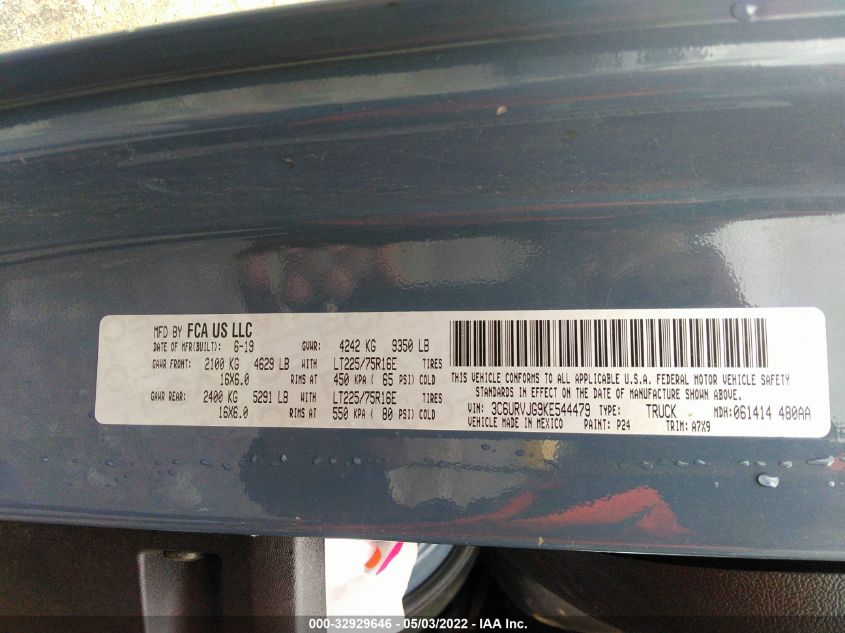 MFD BY FCA US LLC
DATE OF MFR(BUILT): 6-19 GVWR: 4242 KG 9350 LB
GAWR FRONT: 2100 KG 4629 LB WITH LT225/75R16E TIRES
16X6.0 RIMS AT 450 KPA ( 65 PSI) COLD
GAWR REAR: 2400 KG 5291 LB WITH LT225/75R16E TIRES
16X6.0 RIMS AT 550 KPA ( 80 PSI) COLD
THIS VEHICLE CONFORMS TO ALL APPLICABLE U.S.A. FEDERAL MOTOR VEHICLE SAFETY
STANDARDS IN EFFECT ON THE DATE OF MANUFACTURE SHOWN ABOVE.
VIN: 3C6URVJG9KE544479 TYPE: TRUCK MDH: 061414 480AA
VEHICLE MADE IN MEXICO PAINT: P24 TRIM: A7X9
000-32929646 - 05/03/2022 - IAA Inc.